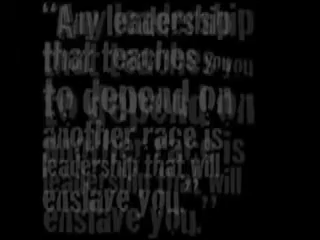 “Any leadership
that teaches you
to depend on
another race is
leadership that will
enslave you.”